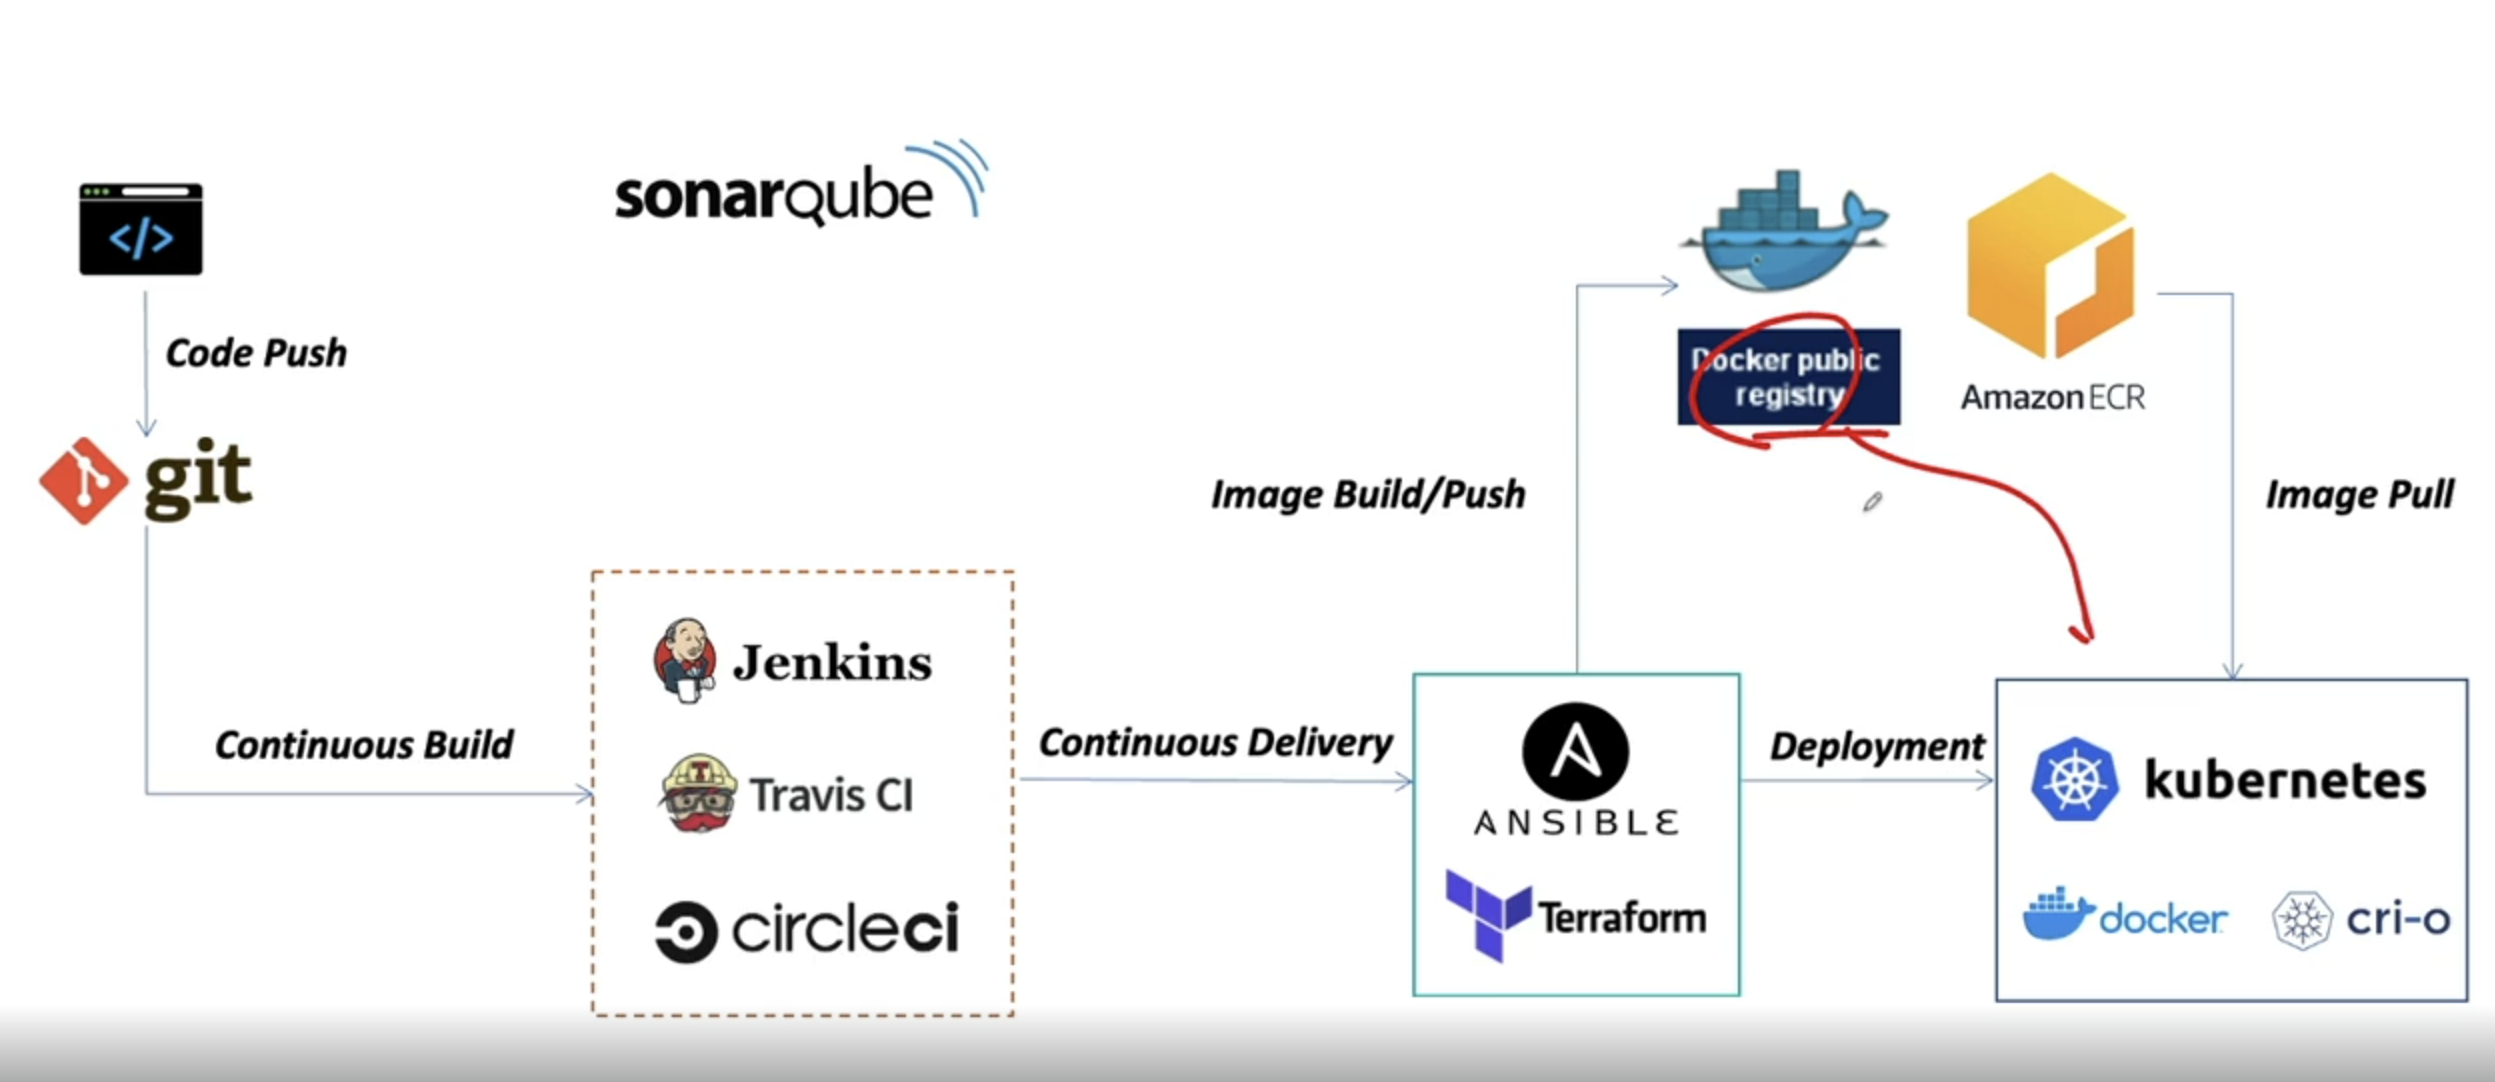 sonarqube
</>
Code Push
git
Docker public
registry
Amazon ECR
Image Build/Push
Image Pull
Jenkins
Travis CI
circleci
Continuous Build
Continuous Delivery
ANSIBLE
Terraform
Deployment
kubernetes
docker
cri-o